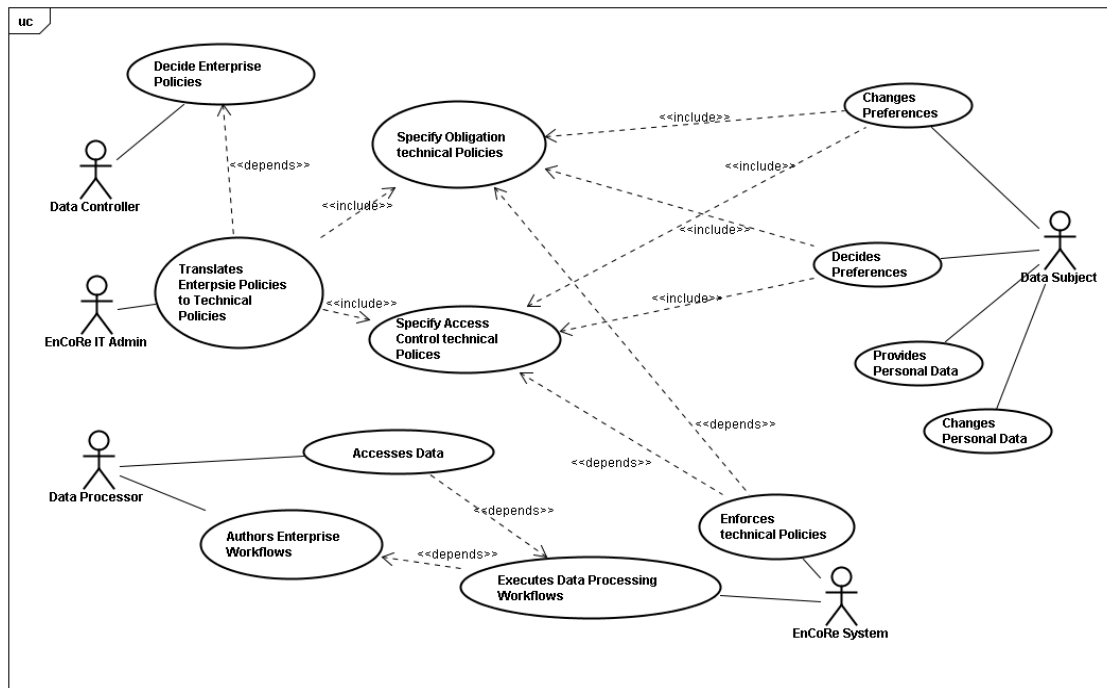 uc
Decide Enterprise
Policies
Changes
Preferences
<<include>>
Specify Obligation
technical Policies
<<depends>>
<<include>>
Data Controller
<<include>>
<<include>>
Translates
Enterpsie Policies
to Technical
Policies
Decides
Preferences
Data Subject
<<include>>
<<include>>
EnCoRe IT Admin
Specify Access
Control technical
Polices
Provides
Personal Data
Changes
Personal Data
<<depends>>
Accesses Data
<<depends>>
Data Processor
<<depends>>
Authors Enterprise
Workflows
Enforces
technical Policies
<<depends>>
Executes Data Processing
Workflows
EnCoRe System